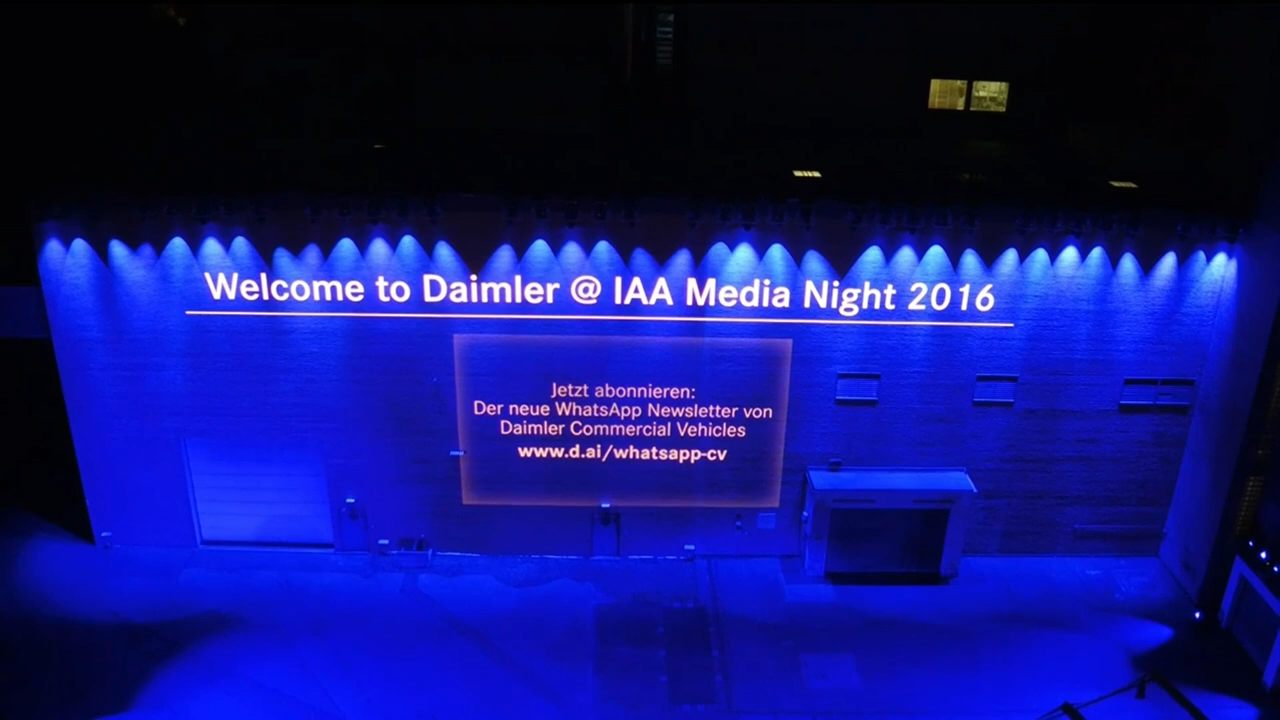 Welcome to Daimler @ IAA Media Night 2016
Jetzt abonnieren:
Der neue WhatsApp Newsletter von
Daimler Commercial Vehicles
www.d.ai/whatsapp-cv